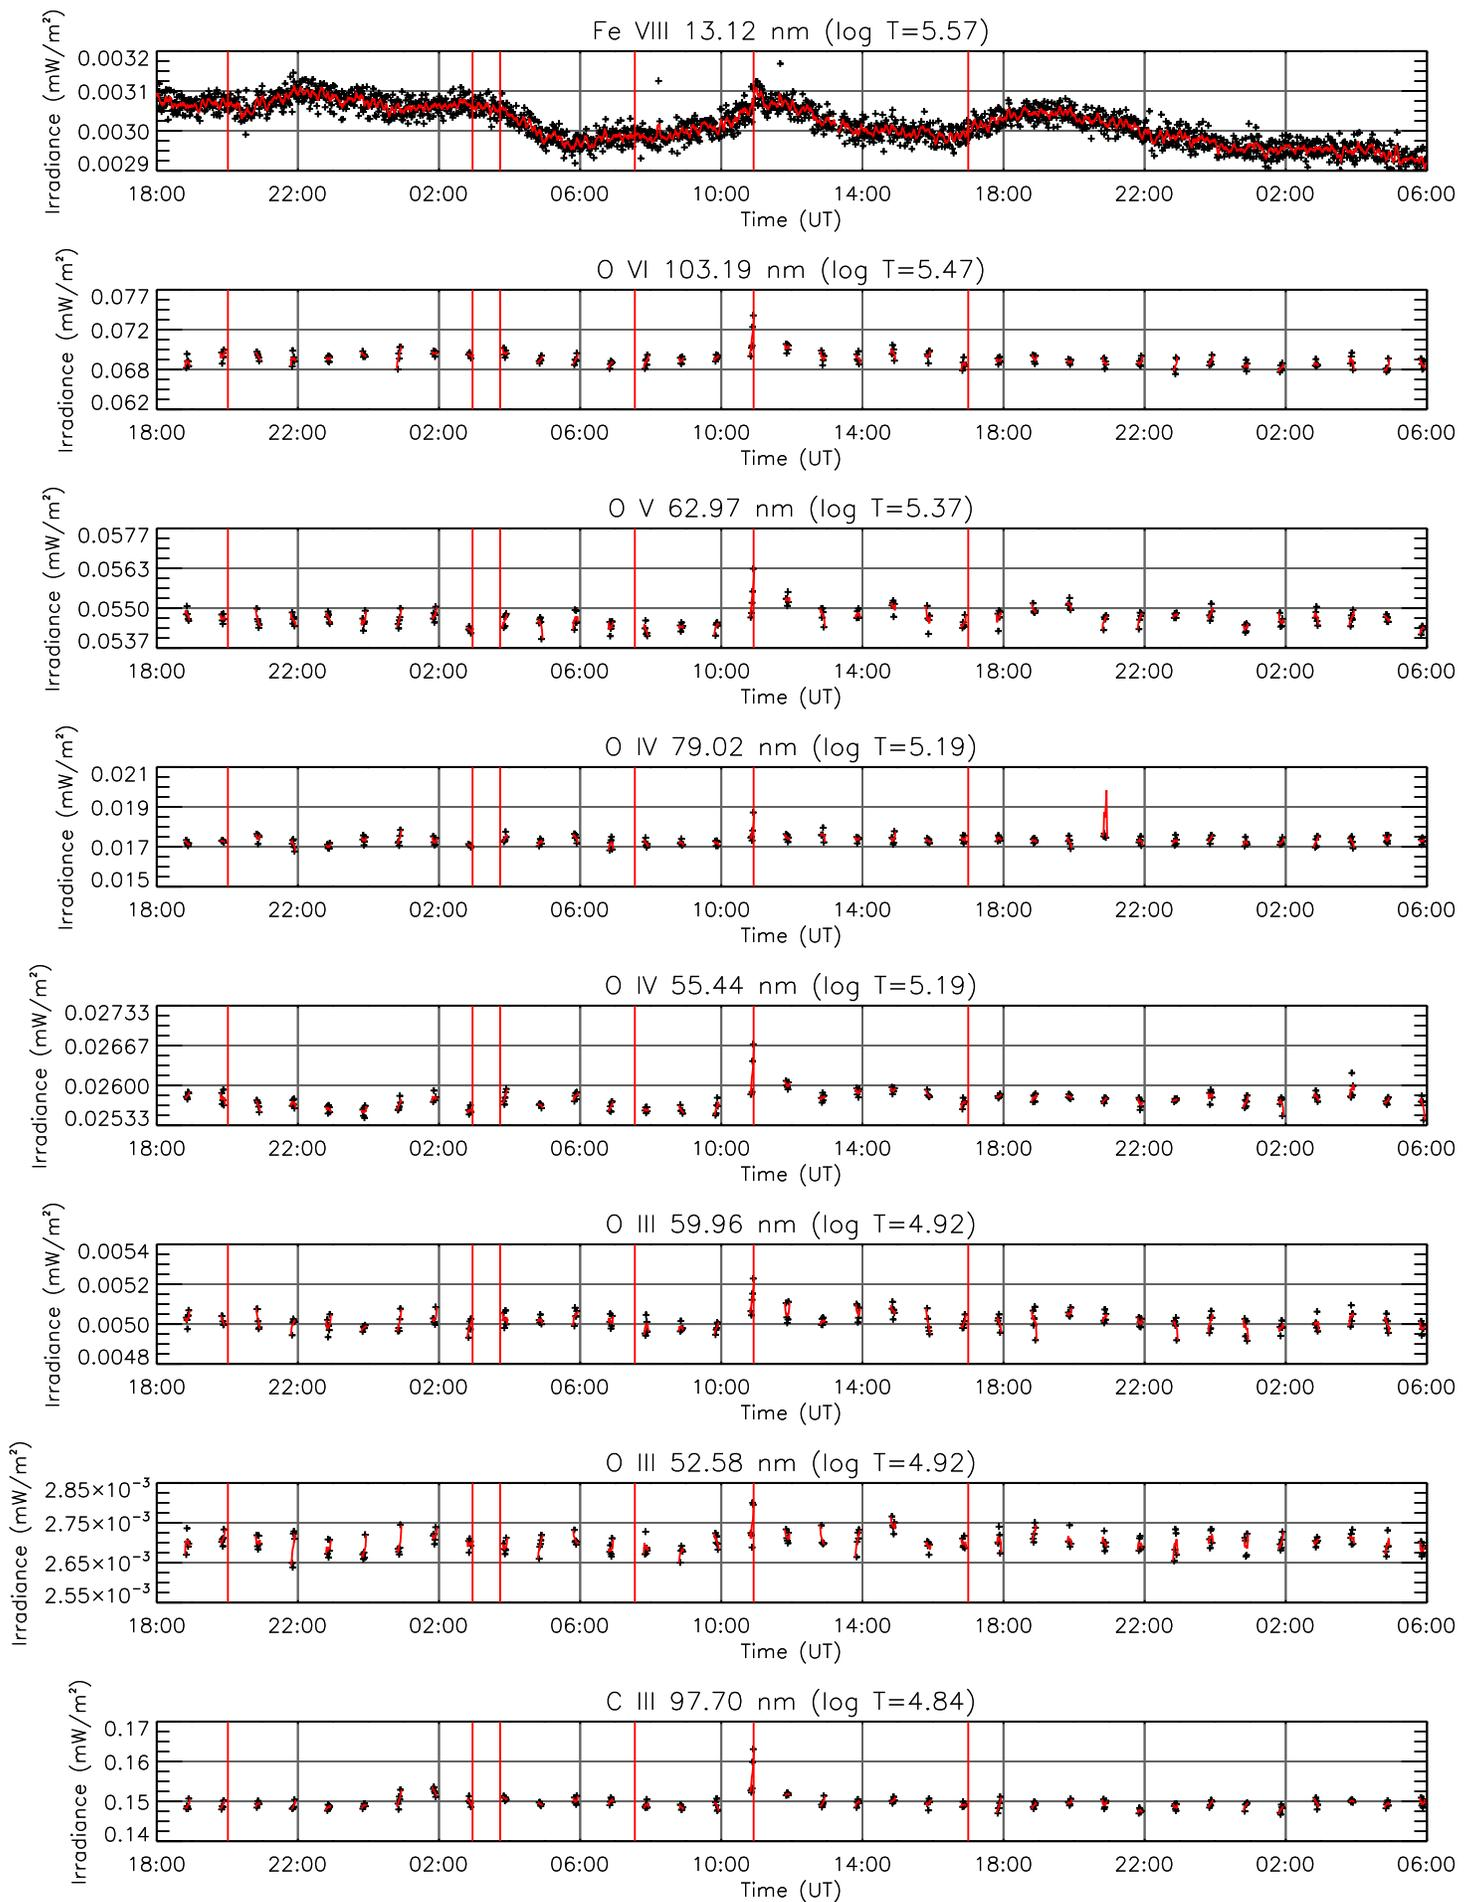 Fe VIII 13.12 nm (log T=5.57)
Irradiance (mW/m²)
0.0032
0.0031
0.0030
0.0029
18:00 22:00 02:00 06:00 10:00 14:00 18:00 22:00 02:00 06:00
Time (UT)
O VI 103.19 nm (log T=5.47)
Irradiance (mW/m²)
0.077
0.072
0.068
0.062
18:00 22:00 02:00 06:00 10:00 14:00 18:00 22:00 02:00 06:00
Time (UT)
O V 62.97 nm (log T=5.37)
Irradiance (mW/m²)
0.0577
0.0563
0.0550
0.0537
18:00 22:00 02:00 06:00 10:00 14:00 18:00 22:00 02:00 06:00
Time (UT)
O IV 79.02 nm (log T=5.19)
Irradiance (mW/m²)
0.021
0.019
0.017
0.015
18:00 22:00 02:00 06:00 10:00 14:00 18:00 22:00 02:00 06:00
Time (UT)
O IV 55.44 nm (log T=5.19)
Irradiance (mW/m²)
0.02733
0.02667
0.02600
0.02533
18:00 22:00 02:00 06:00 10:00 14:00 18:00 22:00 02:00 06:00
Time (UT)
O III 59.96 nm (log T=4.92)
Irradiance (mW/m²)
0.0054
0.0052
0.0050
0.0048
18:00 22:00 02:00 06:00 10:00 14:00 18:00 22:00 02:00 06:00
Time (UT)
O III 52.58 nm (log T=4.92)
Irradiance (mW/m²)
2.85×10⁻³
2.75×10⁻³
2.65×10⁻³
2.55×10⁻³
18:00 22:00 02:00 06:00 10:00 14:00 18:00 22:00 02:00 06:00
Time (UT)
C III 97.70 nm (log T=4.84)
Irradiance (mW/m²)
0.17
0.16
0.15
0.14
18:00 22:00 02:00 06:00 10:00 14:00 18:00 22:00 02:00 06:00
Time (UT)